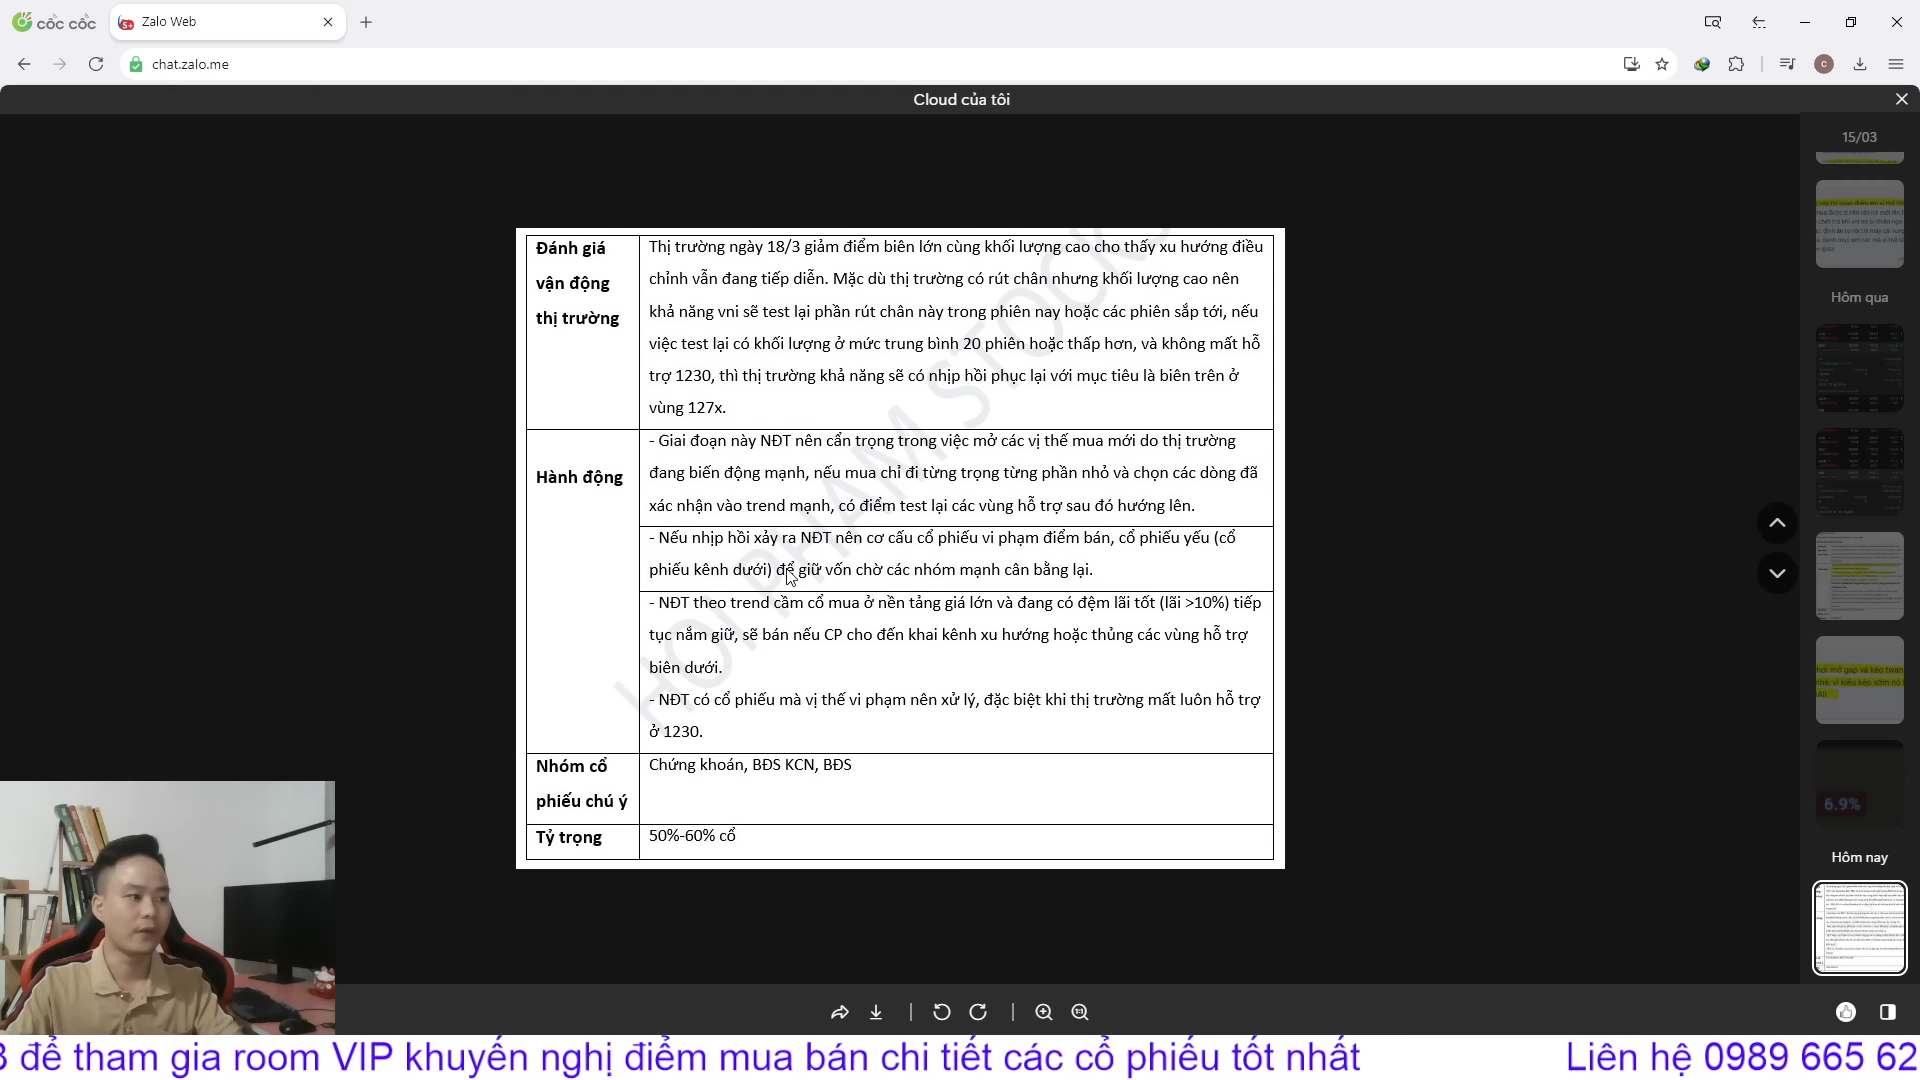 cốc cốc
Zalo Web
chat.zalo.me
Cloud của tôi
15/03
Đánh giá
vận động
thị trường
Thị trường ngày 18/3 giảm điểm biên lớn cùng khối lượng cao cho thấy xu hướng điều
chỉnh vẫn đang tiếp diễn. Mặc dù thị trường có rút chân nhưng khối lượng cao nên
khả năng vni sẽ test lại phần rút chân này trong phiên nay hoặc các phiên sắp tới, nếu
việc test lại có khối lượng ở mức trung bình 20 phiên hoặc thấp hơn, và không mất hỗ
trợ 1230, thì thị trường khả năng sẽ có nhịp hồi phục lại với mục tiêu là biên trên ở
vùng 127x.
Hành động
- Giai đoạn này NĐT nên cẩn trọng trong việc mở các vị thế mua mới do thị trường
đang biến động mạnh, nếu mua chỉ đi từng trọng từng phần nhỏ và chọn các dòng đã
xác nhận vào trend mạnh, có điểm test lại các vùng hỗ trợ sau đó hướng lên.
- Nếu nhịp hồi xảy ra NĐT nên cơ cấu cổ phiếu vi phạm điểm bán, cổ phiếu yếu (cổ
phiếu kênh dưới) để giữ vốn chờ các nhóm mạnh cân bằng lại.
- NĐT theo trend cầm cổ mua ở nền tảng giá lớn và đang có đệm lãi tốt (lãi >10%) tiếp
tục nắm giữ, sẽ bán nếu CP cho đến khai kênh xu hướng hoặc thủng các vùng hỗ trợ
biên dưới.
- NĐT có cổ phiếu mà vị thế vi phạm nên xử lý, đặc biệt khi thị trường mất luôn hỗ trợ
ở 1230.
Nhóm cổ
phiếu chú ý
Chứng khoán, BĐS KCN, BĐS
Tỷ trọng
50%-60% cổ
HOI PHAM STOCK
Hôm qua
6.9%
Hôm nay
3 để tham gia room VIP khuyến nghị điểm mua bán chi tiết các cổ phiếu tốt nhất
Liên hệ 0989 665 62